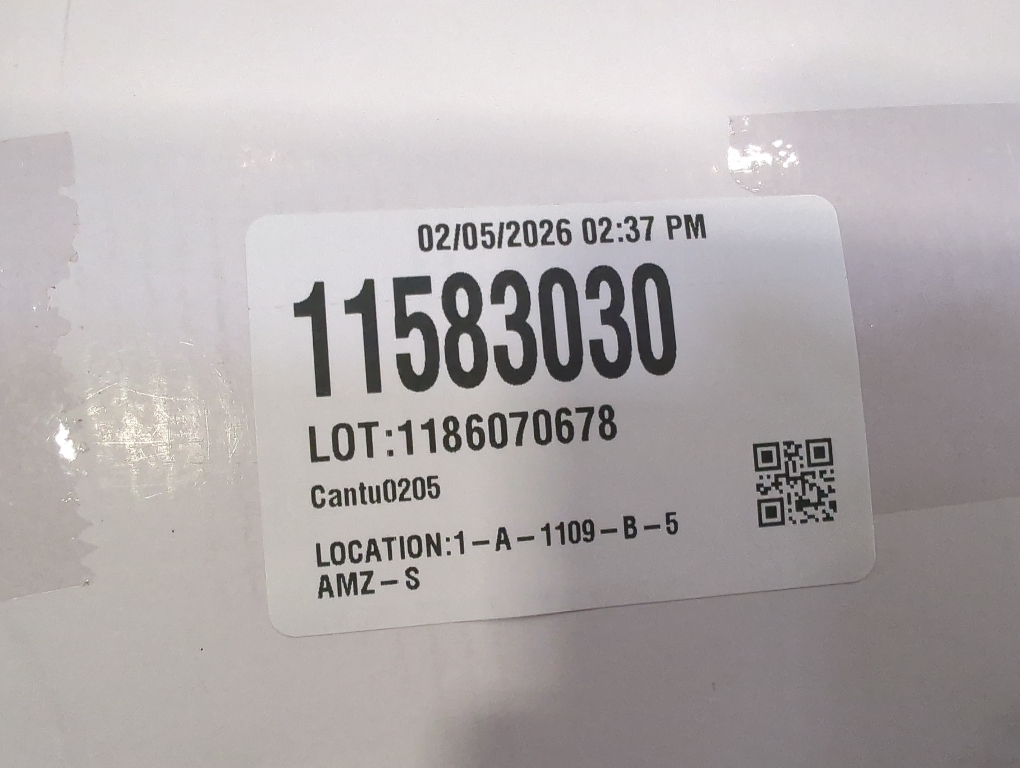 02/05/2026 02:37 PM
11583030
LOT:1186070678
Cantu0205
LOCATION:1-A-1109-B-5
AMZ-S